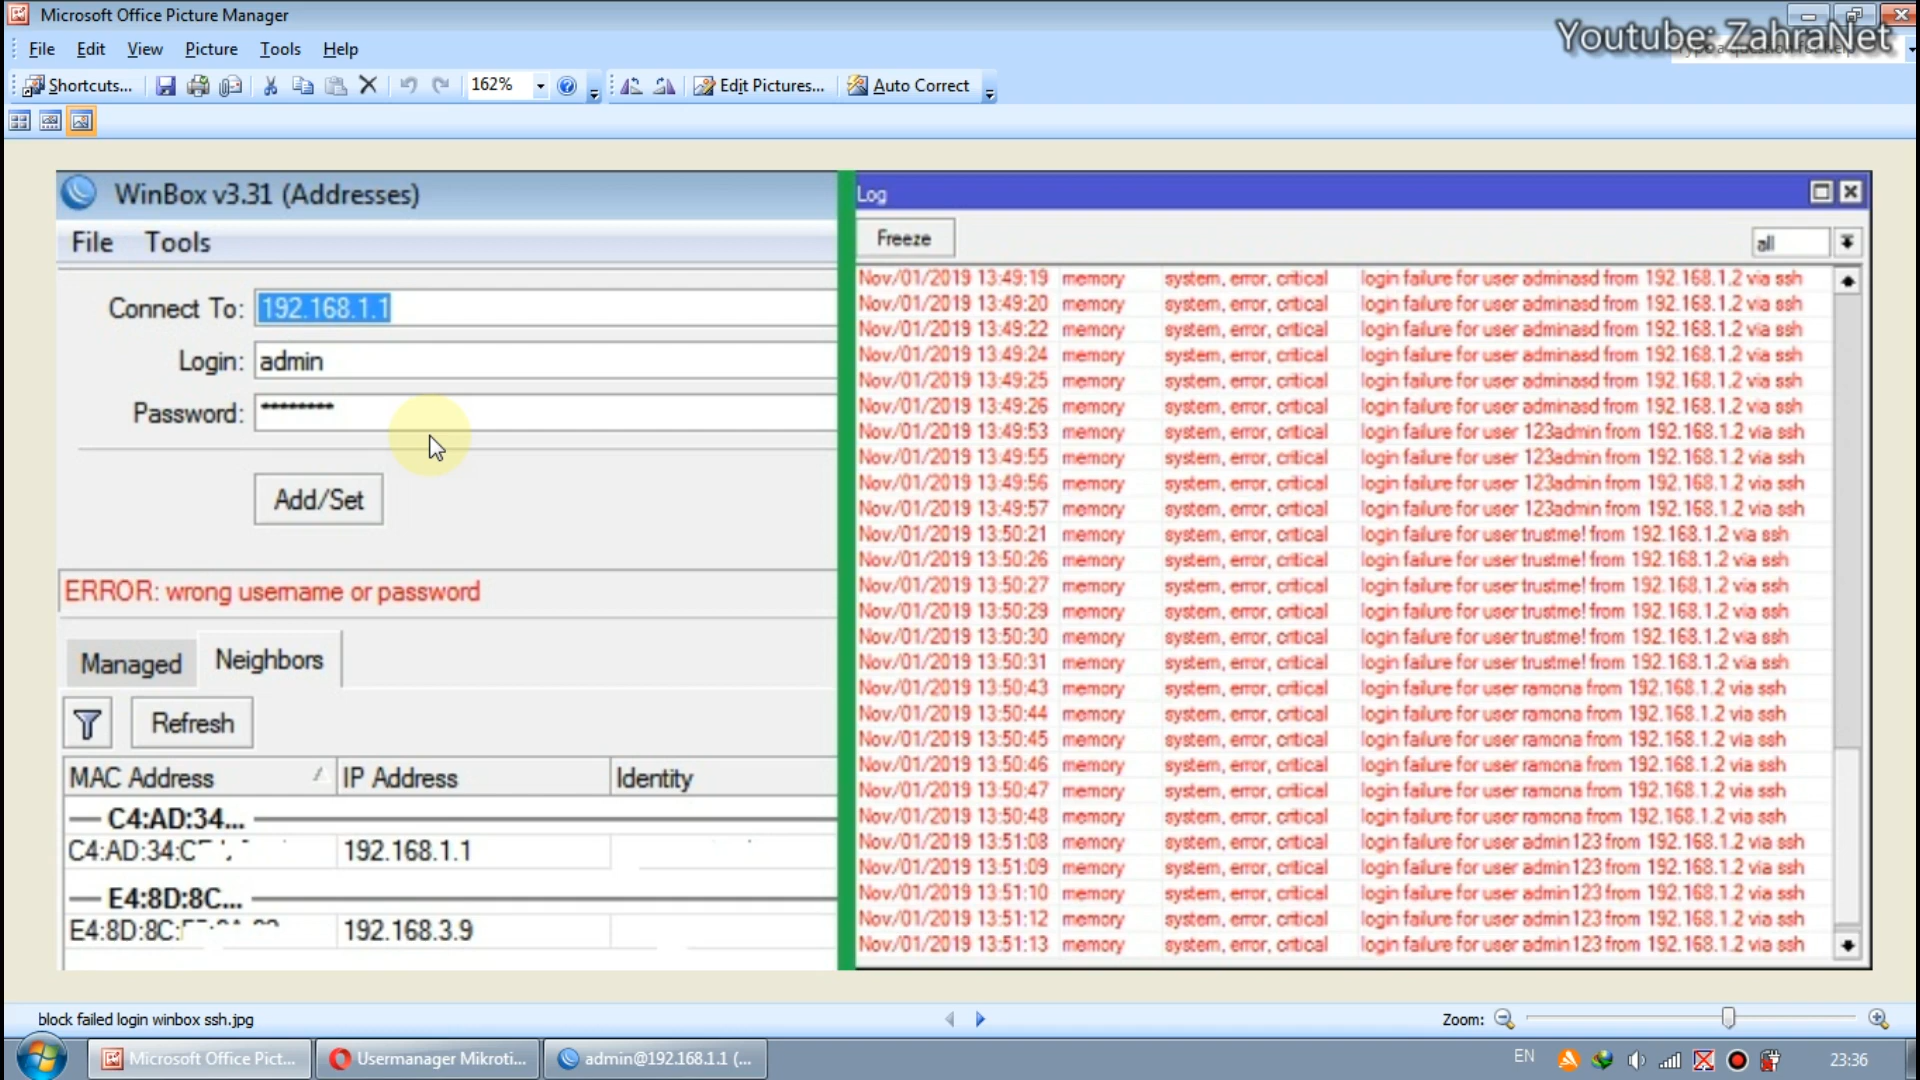 Microsoft Office Picture Manager
Youtube: ZahraNet
File Edit View Picture Tools Help
Shortcuts... 162% Edit Pictures... Auto Correct
WinBox v3.31 (Addresses)
File Tools
Connect To: 192.168.1.1
Login: admin
Password: ********
Add/Set
ERROR: wrong username or password
Managed Neighbors
Refresh
MAC Address IP Address Identity
C4:AD:34...
C4:AD:34:C 192.168.1.1
E4:8D:8C...
E4:8D:8C: 192.168.3.9
Log
Freeze all
Nov/01/2019 13:49:19 memory system, error, critical login failure for user adminasd from 192.168.1.2 via ssh
Nov/01/2019 13:49:20 memory system, error, critical login failure for user adminasd from 192.168.1.2 via ssh
Nov/01/2019 13:49:22 memory system, error, critical login failure for user adminasd from 192.168.1.2 via ssh
Nov/01/2019 13:49:24 memory system, error, critical login failure for user adminasd from 192.168.1.2 via ssh
Nov/01/2019 13:49:25 memory system, error, critical login failure for user adminasd from 192.168.1.2 via ssh
Nov/01/2019 13:49:26 memory system, error, critical login failure for user adminasd from 192.168.1.2 via ssh
Nov/01/2019 13:49:53 memory system, error, critical login failure for user 123admin from 192.168.1.2 via ssh
Nov/01/2019 13:49:55 memory system, error, critical login failure for user 123admin from 192.168.1.2 via ssh
Nov/01/2019 13:49:56 memory system, error, critical login failure for user 123admin from 192.168.1.2 via ssh
Nov/01/2019 13:49:57 memory system, error, critical login failure for user 123admin from 192.168.1.2 via ssh
Nov/01/2019 13:50:21 memory system, error, critical login failure for user trustme! from 192.168.1.2 via ssh
Nov/01/2019 13:50:26 memory system, error, critical login failure for user trustme! from 192.168.1.2 via ssh
Nov/01/2019 13:50:27 memory system, error, critical login failure for user trustme! from 192.168.1.2 via ssh
Nov/01/2019 13:50:29 memory system, error, critical login failure for user trustme! from 192.168.1.2 via ssh
Nov/01/2019 13:50:30 memory system, error, critical login failure for user trustme! from 192.168.1.2 via ssh
Nov/01/2019 13:50:31 memory system, error, critical login failure for user trustme! from 192.168.1.2 via ssh
Nov/01/2019 13:50:43 memory system, error, critical login failure for user ramona from 192.168.1.2 via ssh
Nov/01/2019 13:50:44 memory system, error, critical login failure for user ramona from 192.168.1.2 via ssh
Nov/01/2019 13:50:45 memory system, error, critical login failure for user ramona from 192.168.1.2 via ssh
Nov/01/2019 13:50:46 memory system, error, critical login failure for user ramona from 192.168.1.2 via ssh
Nov/01/2019 13:50:47 memory system, error, critical login failure for user ramona from 192.168.1.2 via ssh
Nov/01/2019 13:50:48 memory system, error, critical login failure for user ramona from 192.168.1.2 via ssh
Nov/01/2019 13:51:08 memory system, error, critical login failure for user admin123 from 192.168.1.2 via ssh
Nov/01/2019 13:51:09 memory system, error, critical login failure for user admin123 from 192.168.1.2 via ssh
Nov/01/2019 13:51:10 memory system, error, critical login failure for user admin123 from 192.168.1.2 via ssh
Nov/01/2019 13:51:12 memory system, error, critical login failure for user admin123 from 192.168.1.2 via ssh
Nov/01/2019 13:51:13 memory system, error, critical login failure for user admin123 from 192.168.1.2 via ssh
block failed login winbox ssh.jpg Zoom:
Microsoft Office Pict... Usermanager Mikroti... admin@192.168.1.1 (... EN 23:36